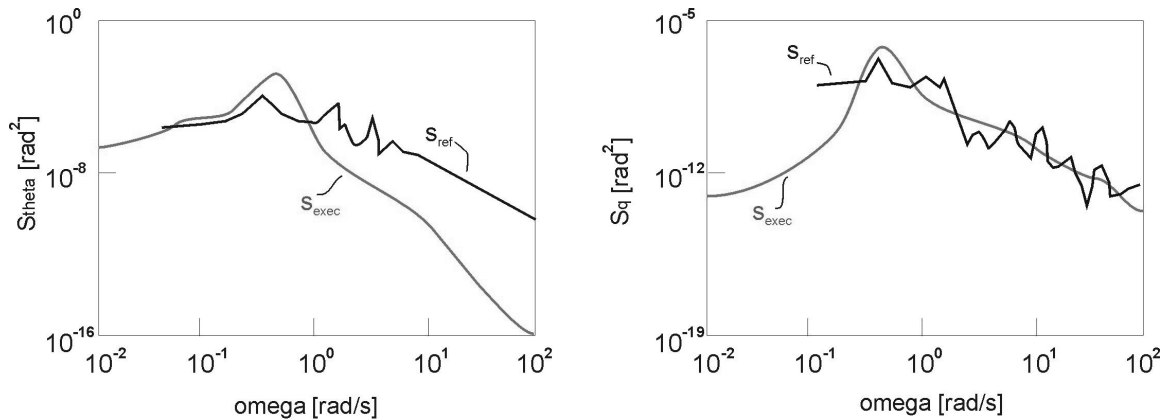 10^0
S_theta [rad^2]
10^-8
10^-16
S_ref
S_exec
10^-2
10^-1
10^0
10^1
10^2
omega [rad/s]
10^-5
S_q [rad^2]
10^-12
10^-19
S_ref
S_exec
10^-2
10^-1
10^0
10^1
10^2
omega [rad/s]